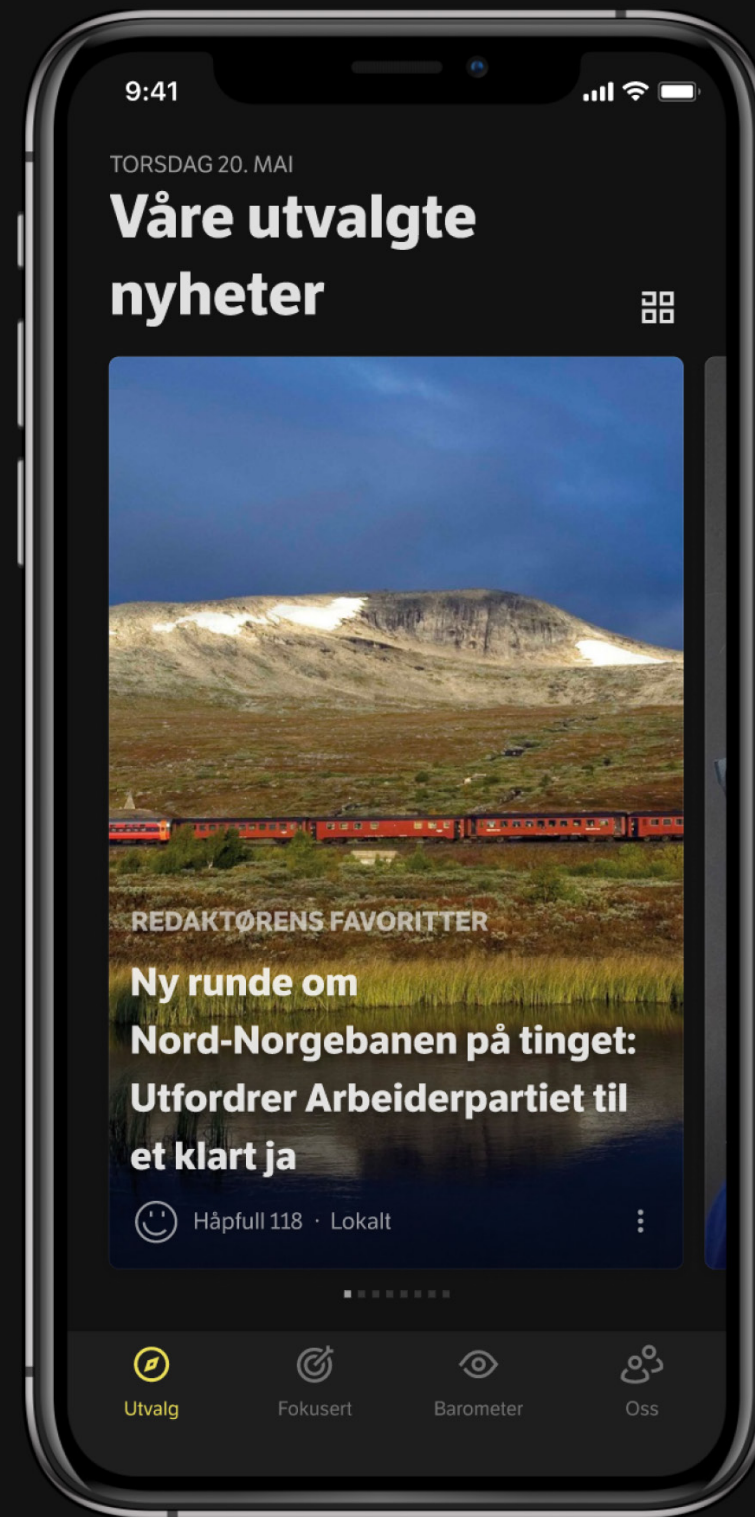 9:41
TORSDAG 20. MAI
Våre utvalgte
nyheter
REDAKTØRENS FAVORITTER
Ny runde om
Nord-Norgebanen på tinget:
Utfordrer Arbeiderpartiet til
et klart ja
Håpfull 118 · Lokalt
Utvalg
Fokusert
Barometer
Oss